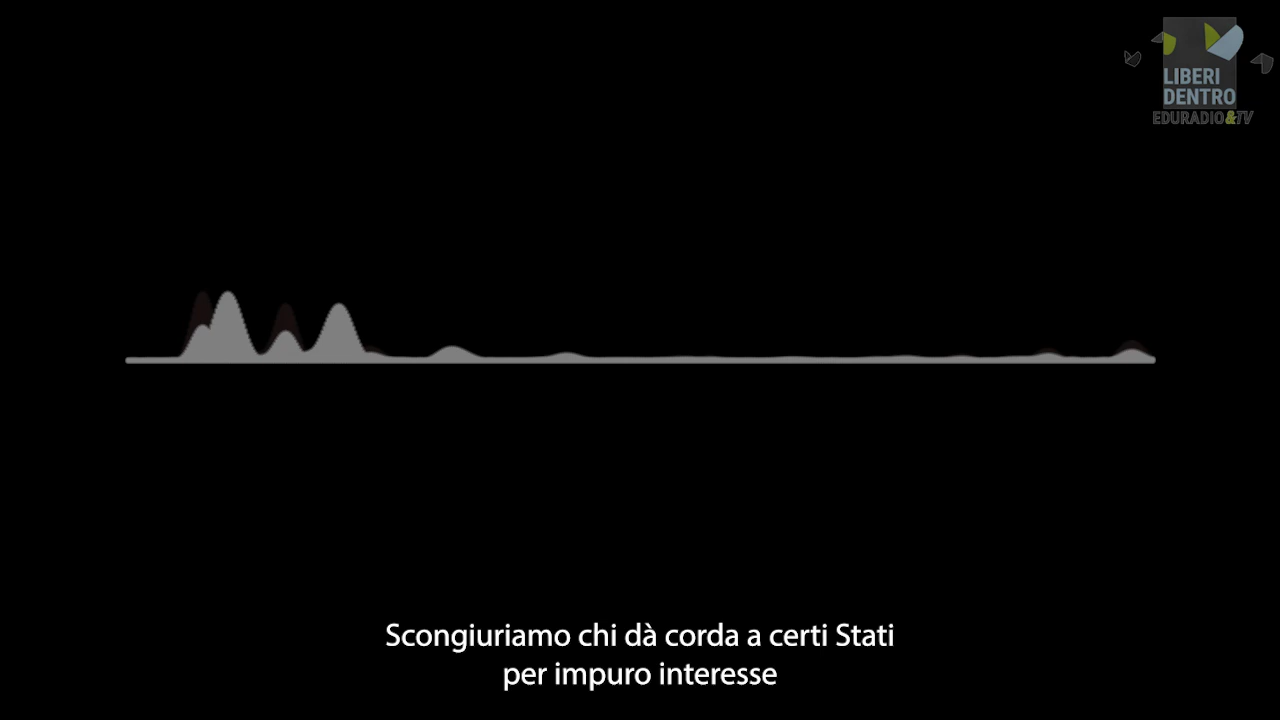 LIBERI
DENTRO
EDURADIO&TV
Scongiuriamo chi dà corda a certi Stati
per impuro interesse